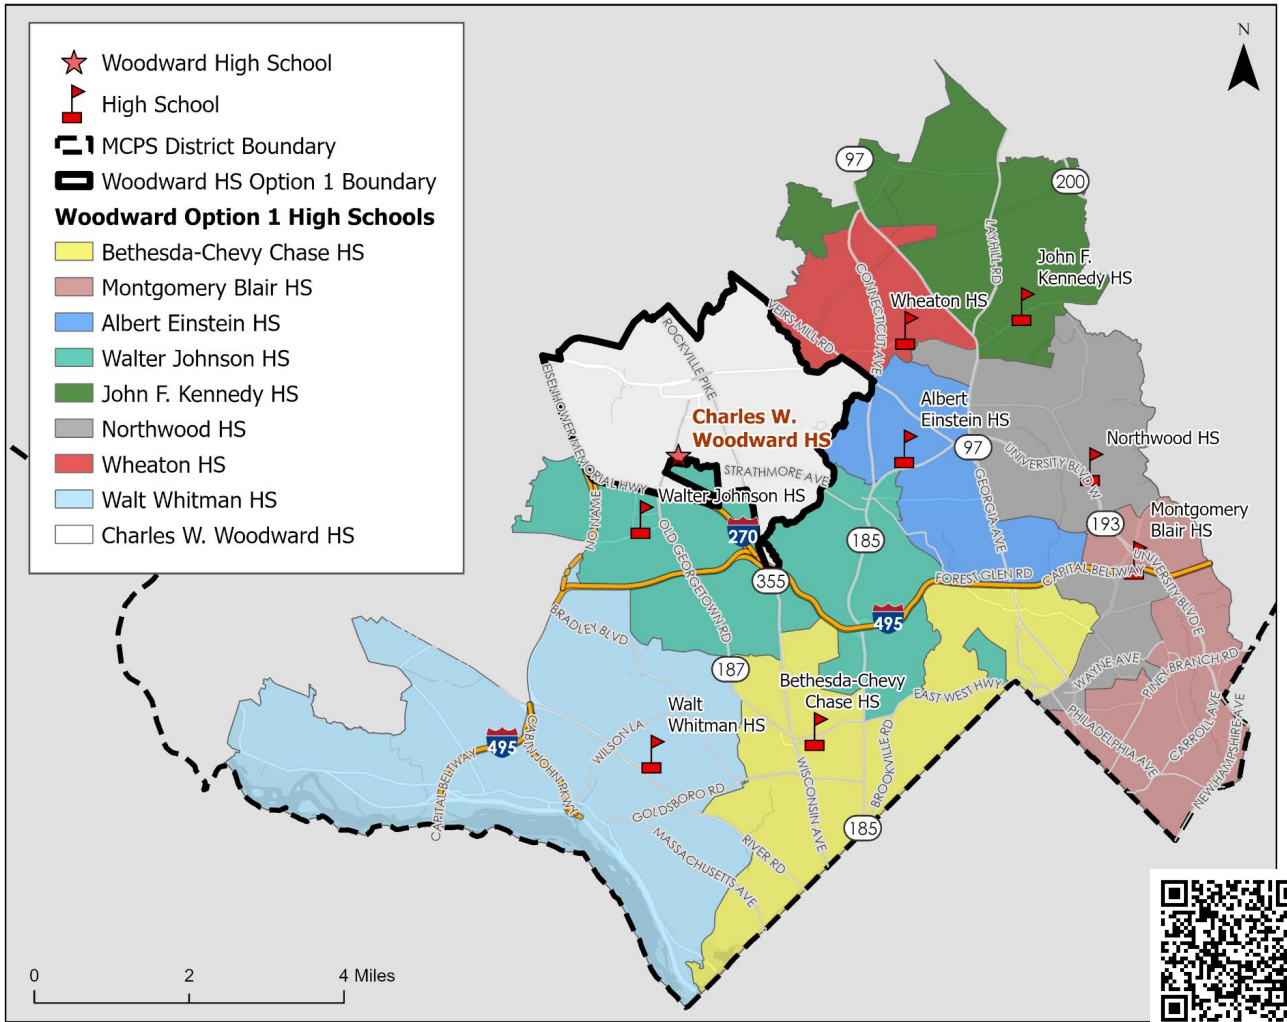 Woodward High School
High School
MCPS District Boundary
Woodward HS Option 1 Boundary
Woodward Option 1 High Schools
Bethesda-Chevy Chase HS
Montgomery Blair HS
Albert Einstein HS
Walter Johnson HS
John F. Kennedy HS
Northwood HS
Wheaton HS
Walt Whitman HS
Charles W. Woodward HS
N
97
200
LAYHILL RD
John F.
Kennedy HS
CONNECTICUT AVE
Wheaton HS
VEIRS MILL RD
ROCKVILLE PIKE
EISENHOWER MEMORIAL HWY
Charles W.
Woodward HS
Albert
Einstein HS
97
UNIVERSITY BLVD W
Northwood HS
STRATHMORE AVE
Walter Johnson HS
GEORGIA AVE
193
Montgomery
Blair HS
NO NAME
270
185
OLD GEORGETOWN RD
355
FOREST GLEN RD
CAPITAL BELTWAY
UNIVERSITY BLVD E
BRADLEY BLVD
495
187
WAYNE AVE
PINEY BRANCH RD
Bethesda-Chevy
Chase HS
EAST WEST HWY
Walt
Whitman HS
PHILADELPHIA AVE
CARROLL AVE
NEW HAMPSHIRE AVE
495
CABIN JOHN PKWY
WILSON LA
CAPITAL BELTWAY
BROOKVILLE RD
WISCONSIN AVE
GOLDSBORO RD
185
MASSACHUSETTS AVE
RIVER RD
0 2 4 Miles